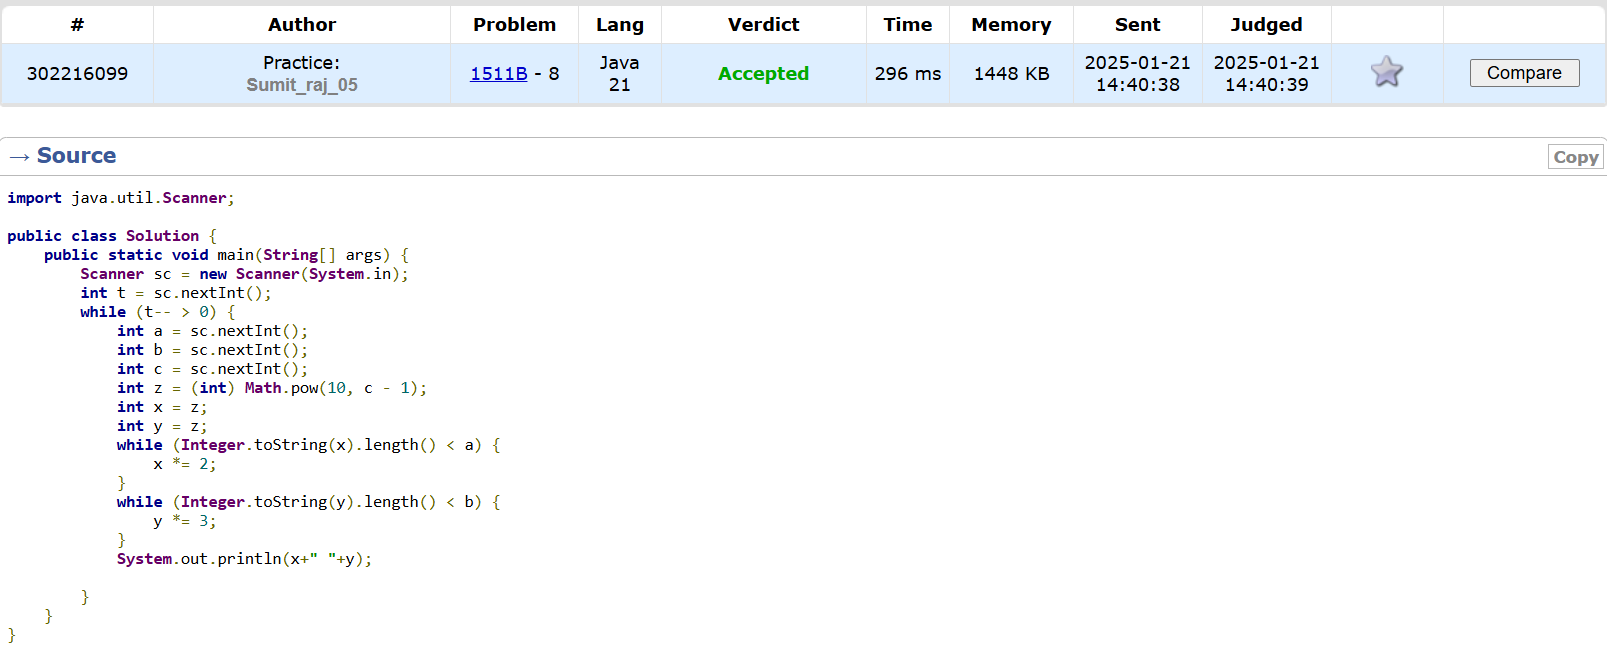 # Author Problem Lang Verdict Time Memory Sent Judged
302216099 Practice: Sumit_raj_05 1511B - 8 Java 21 Accepted 296 ms 1448 KB 2025-01-21 14:40:38 2025-01-21 14:40:39 Compare
→ Source Copy
import java.util.Scanner;
public class Solution {
    public static void main(String[] args) {
        Scanner sc = new Scanner(System.in);
        int t = sc.nextInt();
        while (t-- > 0) {
            int a = sc.nextInt();
            int b = sc.nextInt();
            int c = sc.nextInt();
            int z = (int) Math.pow(10, c - 1);
            int x = z;
            int y = z;
            while (Integer.toString(x).length() < a) {
                x *= 2;
            }
            while (Integer.toString(y).length() < b) {
                y *= 3;
            }
            System.out.println(x+" "+y);
        }
    }
}